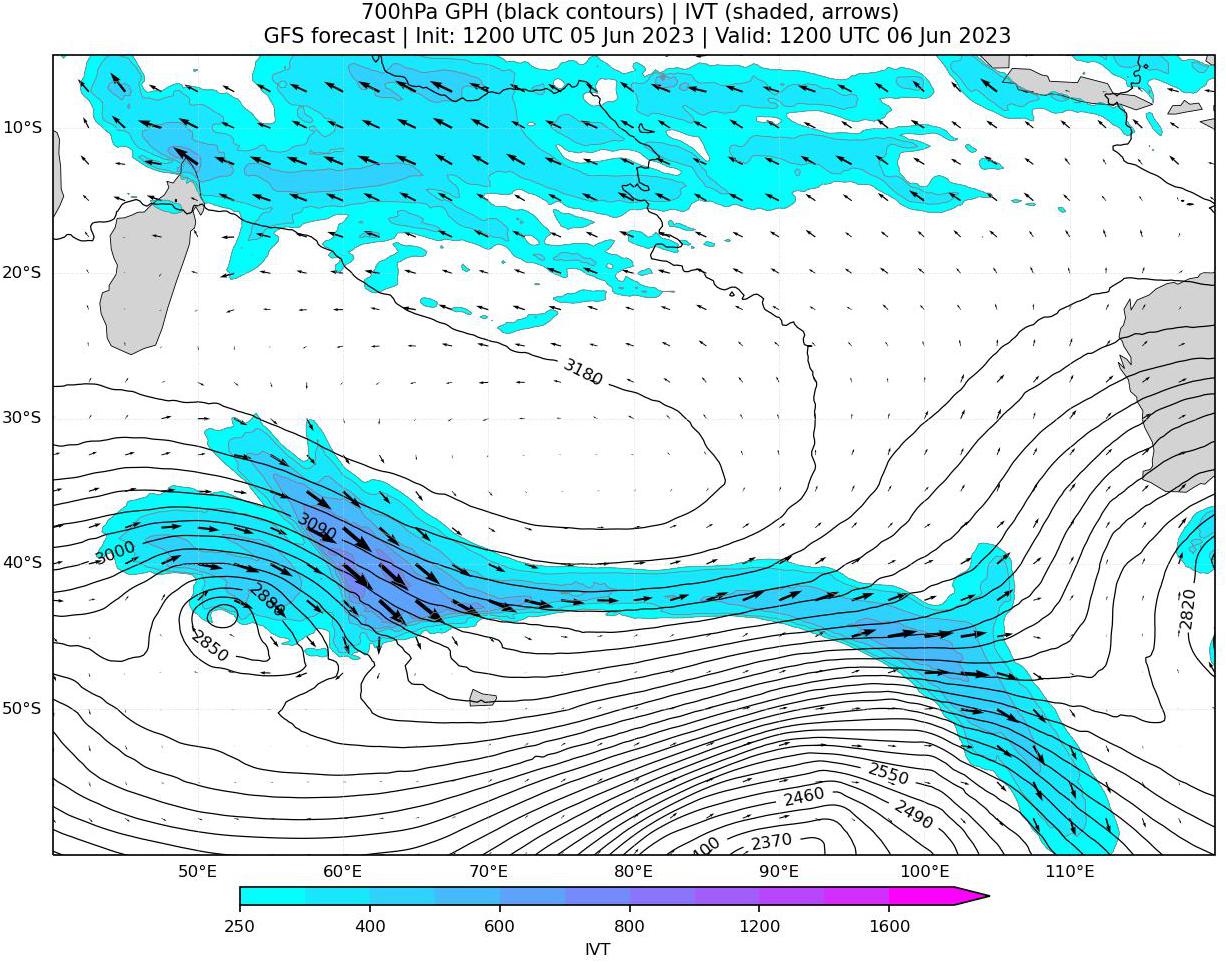 700hPa GPH (black contours) | IVT (shaded, arrows)
GFS forecast | Init: 1200 UTC 05 Jun 2023 | Valid: 1200 UTC 06 Jun 2023
10°S
20°S
3180
30°S
3090
3000
40°S
2880
2820
2850
50°S
2550
2460
2490
2370
50°E 60°E 70°E 80°E 90°E 100°E 110°E
250 400 600 800 1200 1600
IVT